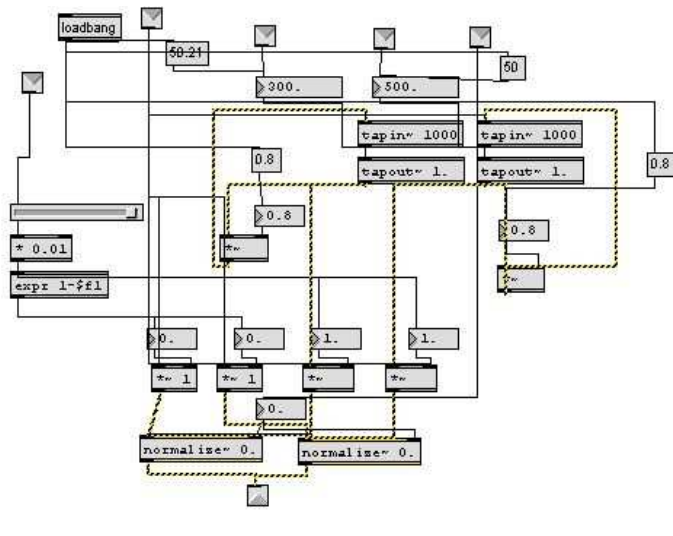 loadbang
50.21
50
300.
500.
tapin~ 1000
tapin~ 1000
0.8
0.8
tapout~ 1.
tapout~ 1.
0.8
0.8
* 0.01
*~
expr 1-$f1
*~
0.
0.
1.
1.
*~ 1
*~ 1
*~
*~
0.
normalize~ 0.
normalize~ 0.